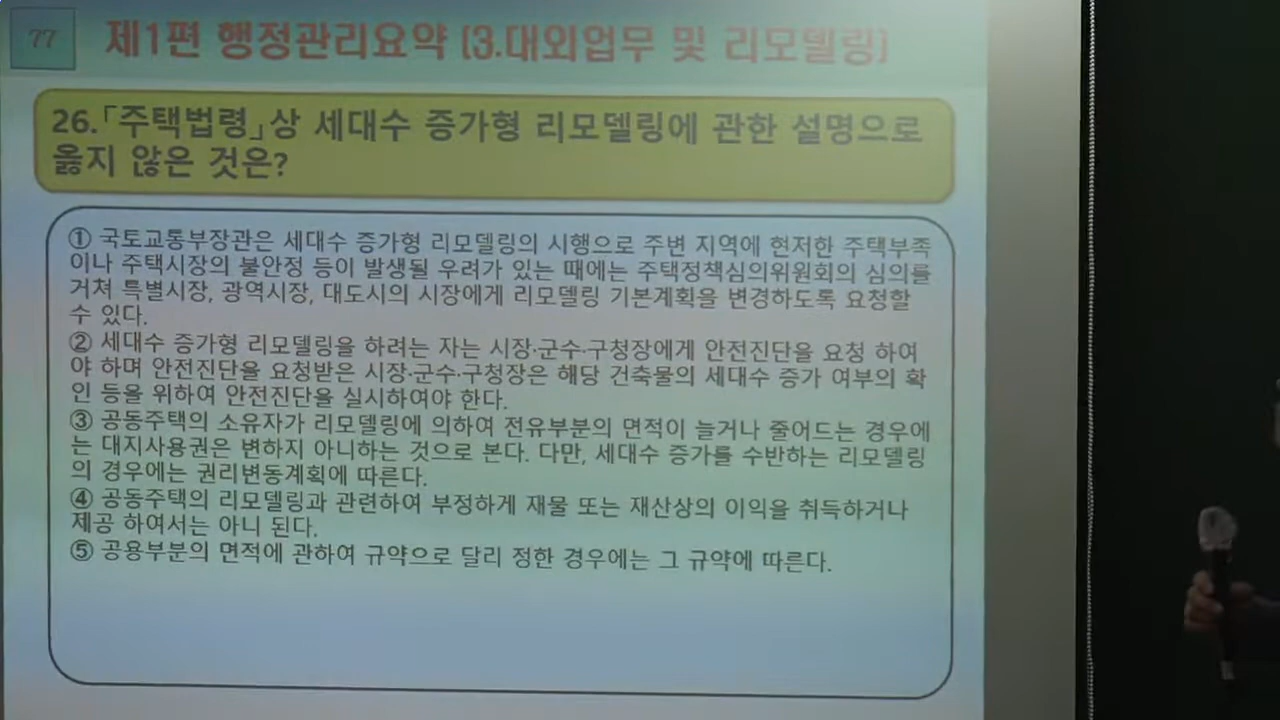 77
제1편 행정관리요약 [3.대외업무 및 리모델링]
26.「주택법령」상 세대수 증가형 리모델링에 관한 설명으로
옳지 않은 것은?
① 국토교통부장관은 세대수 증가형 리모델링의 시행으로 주변 지역에 현저한 주택부족
이나 주택시장의 불안정 등이 발생될 우려가 있는 때에는 주택정책심의위원회의 심의를
거쳐 특별시장, 광역시장, 대도시의 시장에게 리모델링 기본계획을 변경하도록 요청할
수 있다.
② 세대수 증가형 리모델링을 하려는 자는 시장·군수·구청장에게 안전진단을 요청 하여
야 하며 안전진단을 요청받은 시장·군수·구청장은 해당 건축물의 세대수 증가 여부의 확
인 등을 위하여 안전진단을 실시하여야 한다.
③ 공동주택의 소유자가 리모델링에 의하여 전유부분의 면적이 늘거나 줄어드는 경우에
는 대지사용권은 변하지 아니하는 것으로 본다. 다만, 세대수 증가를 수반하는 리모델링
의 경우에는 권리변동계획에 따른다.
④ 공동주택의 리모델링과 관련하여 부정하게 재물 또는 재산상의 이익을 취득하거나
제공 하여서는 아니 된다.
⑤ 공용부분의 면적에 관하여 규약으로 달리 정한 경우에는 그 규약에 따른다.